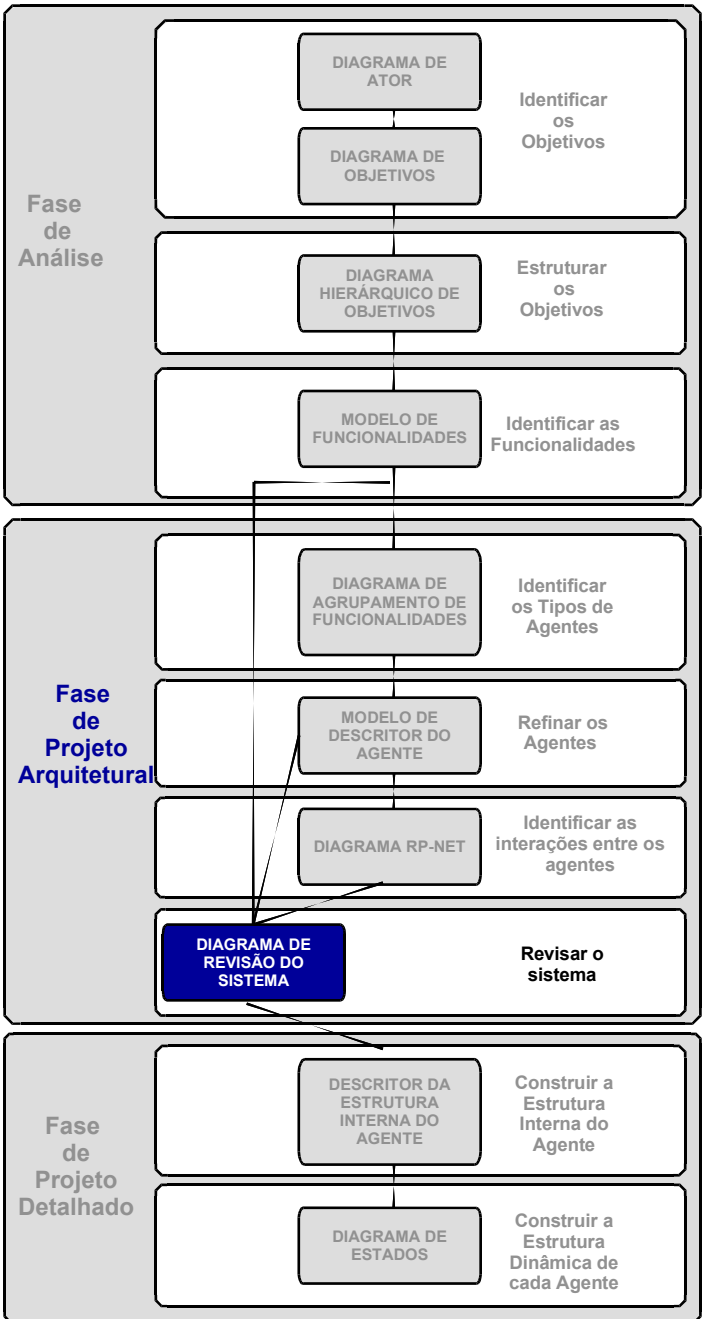 DIAGRAMA DE
ATOR
Identificar
os
Objetivos
DIAGRAMA DE
OBJETIVOS
Fase
de
Análise
DIAGRAMA
HIERÁRQUICO DE
OBJETIVOS
Estruturar
os
Objetivos
MODELO DE
FUNCIONALIDADES
Identificar as
Funcionalidades
DIAGRAMA DE
AGRUPAMENTO DE
FUNCIONALIDADES
Identificar
os Tipos de
Agentes
Fase
de
Projeto
Arquitetural
MODELO DE
DESCRITOR DO
AGENTE
Refinar os
Agentes
DIAGRAMA RP-NET
Identificar as
interações entre os
agentes
DIAGRAMA DE
REVISÃO DO
SISTEMA
Revisar o
sistema
Fase
de
Projeto
Detalhado
DESCRITOR DA
ESTRUTURA
INTERNA DO
AGENTE
Construir a
Estrutura
Interna do
Agente
DIAGRAMA DE
ESTADOS
Construir a
Estrutura
Dinâmica de
cada Agente